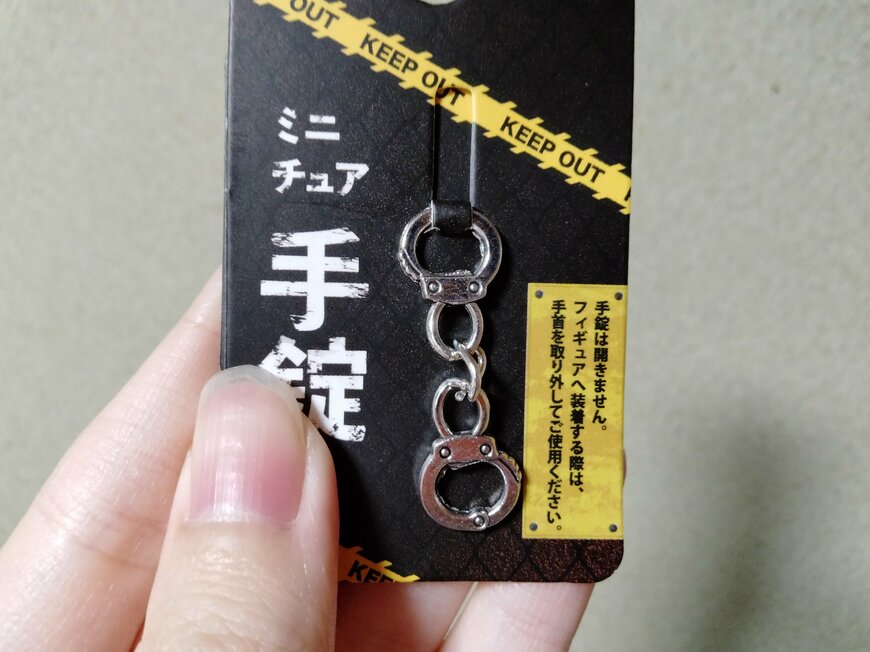 OUT
KEEP OUT
KEEP OUT
ミニ
チュア
手錠
手錠は開きません。
フィギュアへ装着する際は、
手首を取り外してご使用ください。